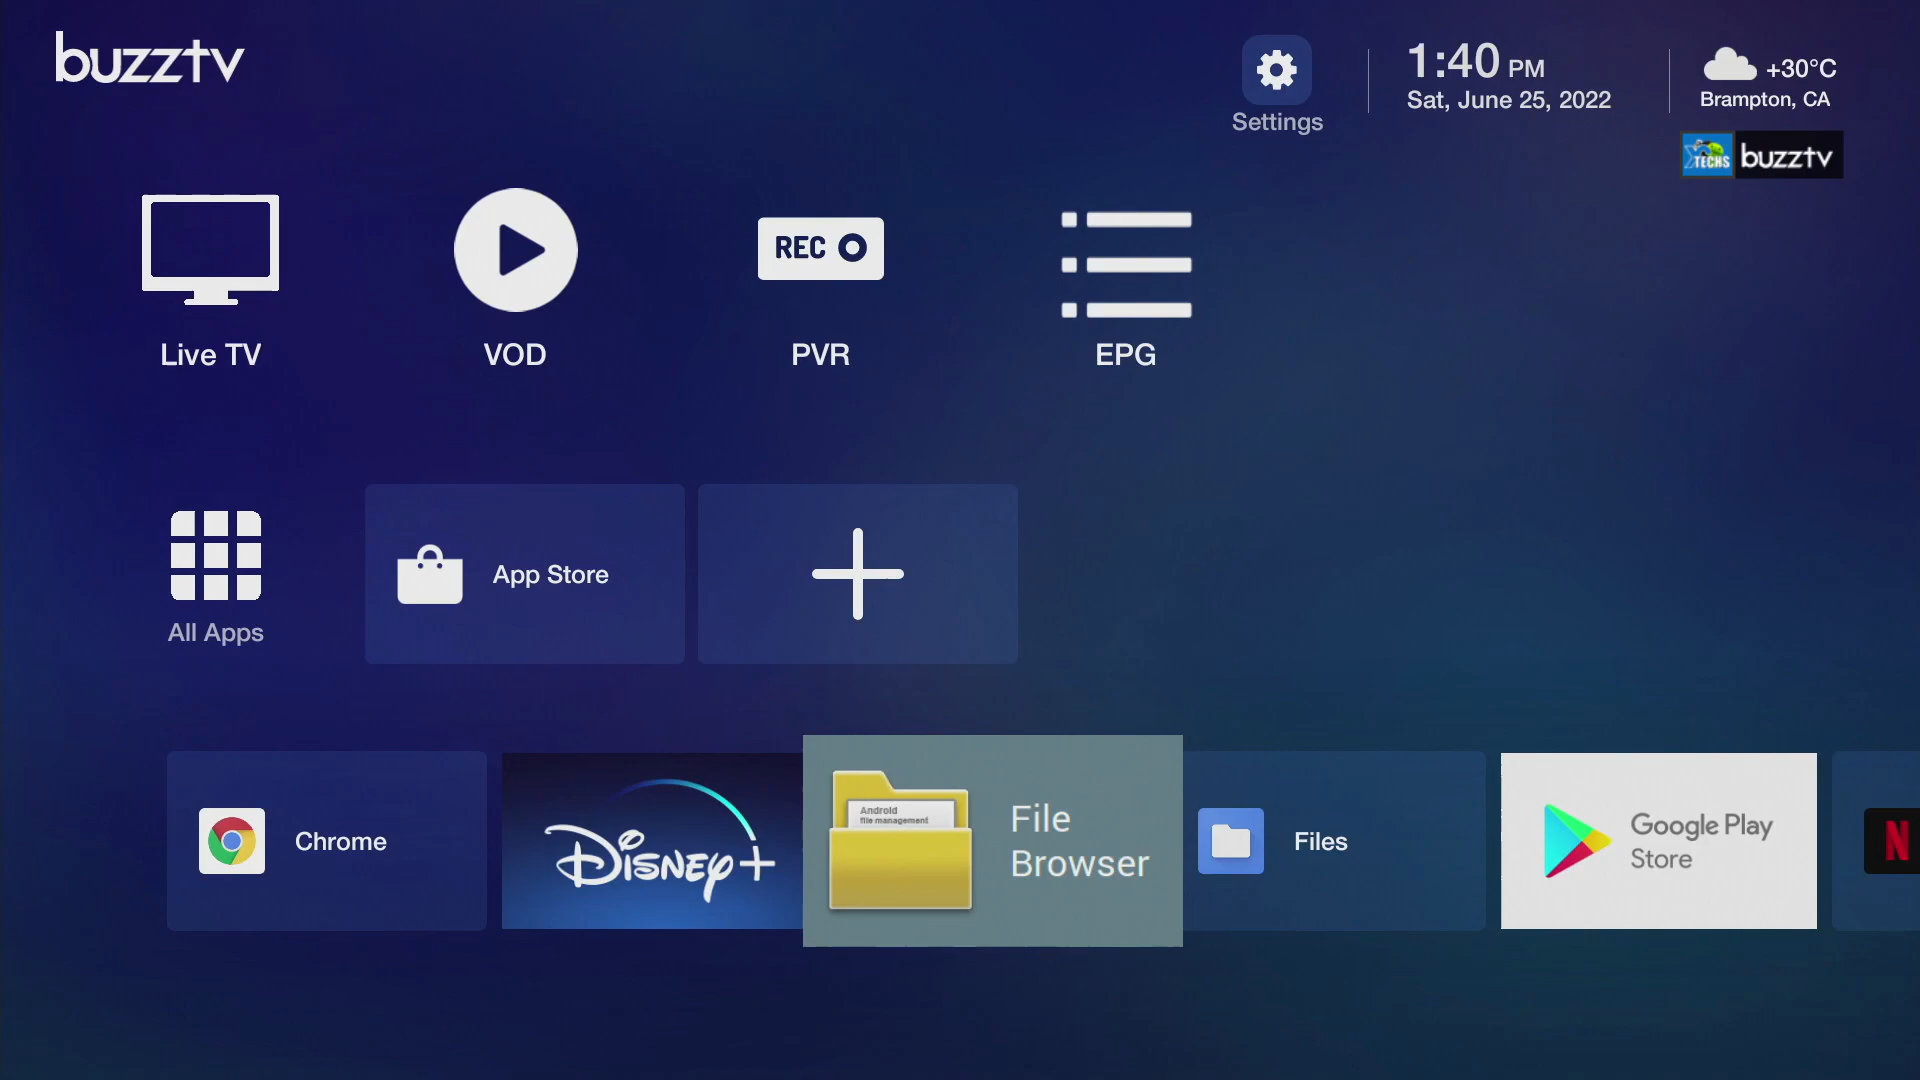 buzztv
Settings
1:40 PM
Sat, June 25, 2022
+30°C
Brampton, CA
XTECHS buzztv
Live TV
VOD
REC
PVR
EPG
All Apps
App Store
Chrome
Disney+
Android
file management
File
Browser
Files
Google Play
Store
N